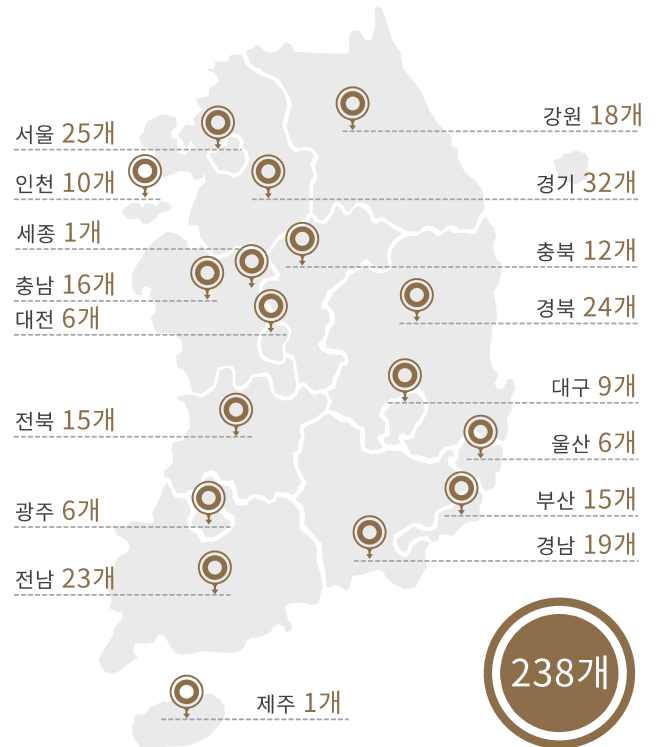 서울 25개
강원 18개
인천 10개
경기 32개
세종 1개
충북 12개
충남 16개
경북 24개
대전 6개
대구 9개
전북 15개
울산 6개
광주 6개
부산 15개
경남 19개
전남 23개
제주 1개
238개